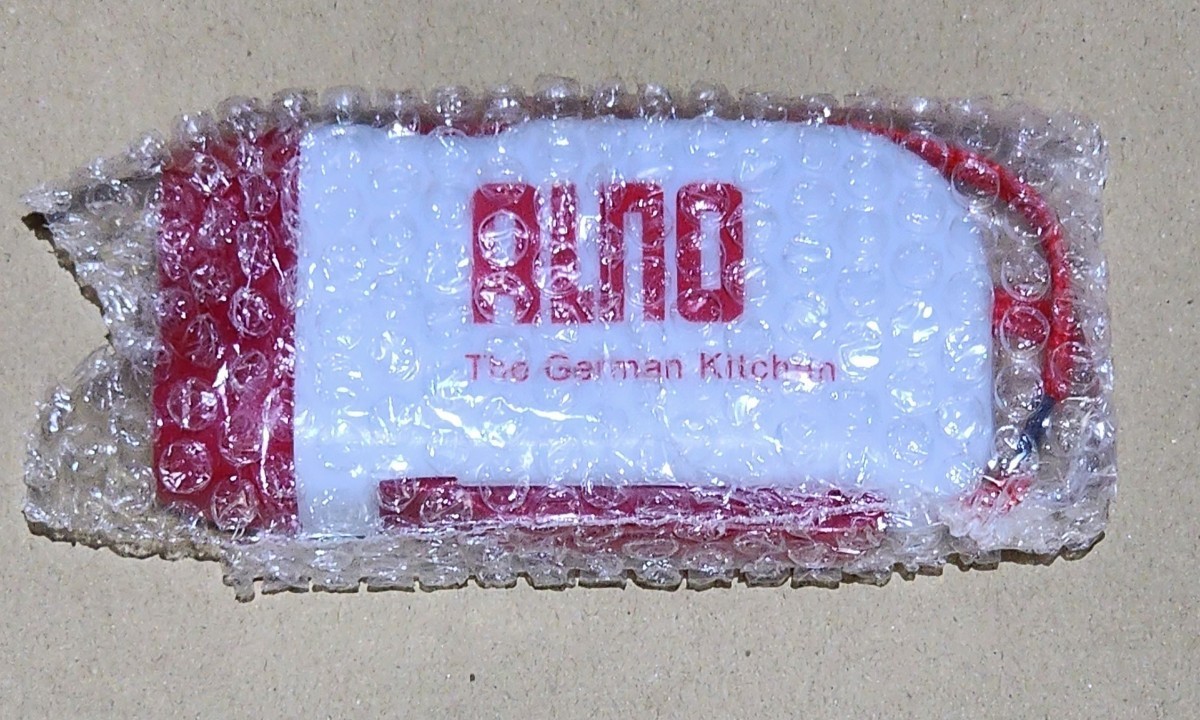 ALNO
The German Kitchen